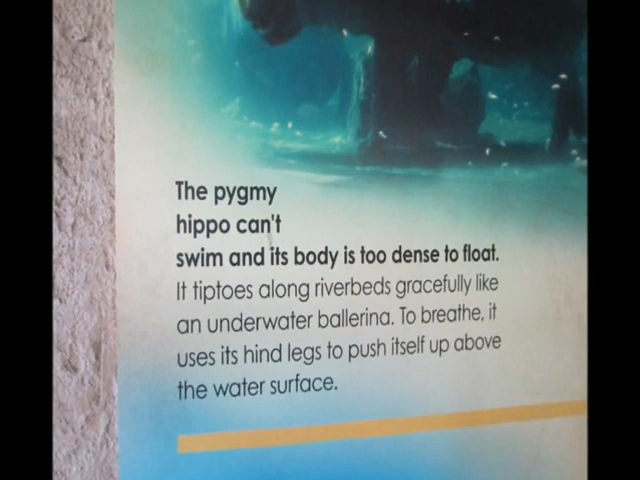 The pygmy
hippo can't
swim and its body is too dense to float.
It tiptoes along riverbeds gracefully like
an underwater ballerina. To breathe, it
uses its hind legs to push itself up above
the water surface.